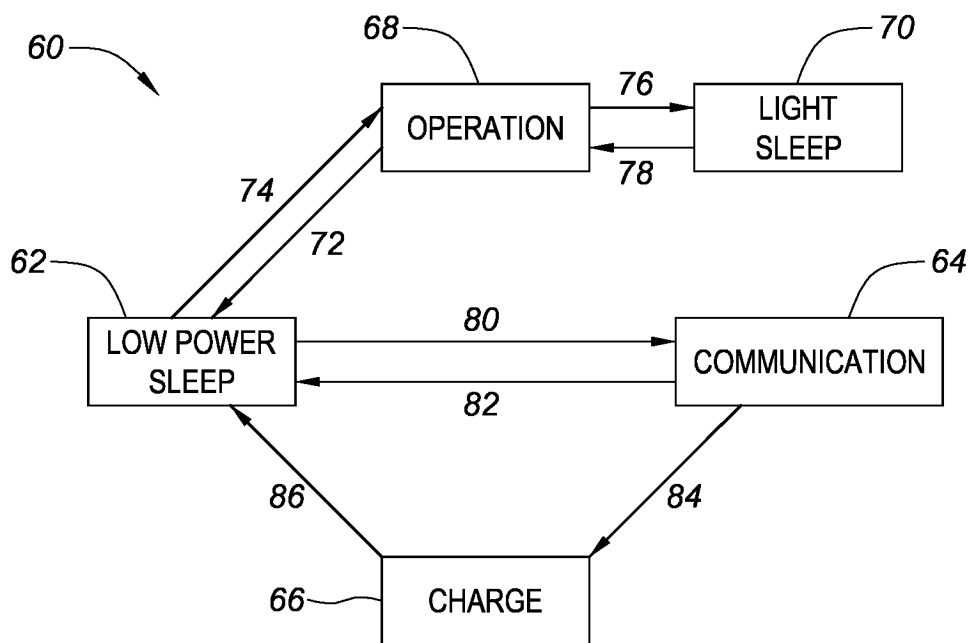 60
68
70
OPERATION
76
LIGHT
SLEEP
78
74
72
62
64
LOW POWER
SLEEP
80
COMMUNICATION
82
86
84
66
CHARGE